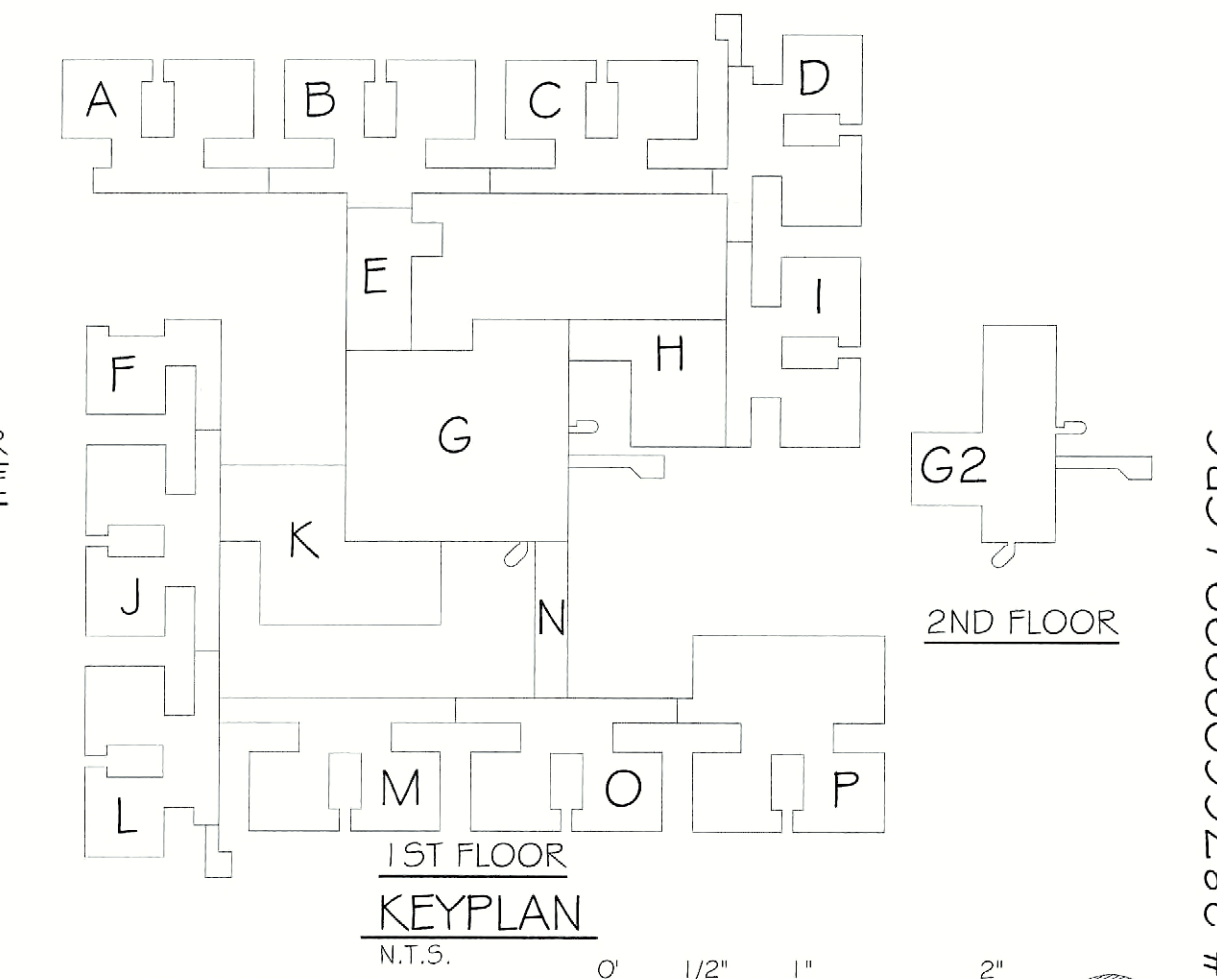 A
B
C
D
E
I
F
H
G
G2
K
J
N
2ND FLOOR
M
O
P
L
1ST FLOOR
KEYPLAN
N.T.S.
0' 1/2" 1" 2"